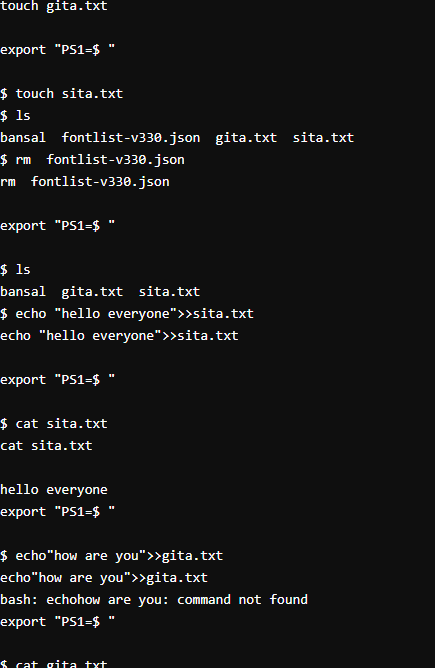 touch gita.txt
export "PS1=$ "
$ touch sita.txt
$ ls
bansal  fontlist-v330.json  gita.txt  sita.txt
$ rm  fontlist-v330.json
rm  fontlist-v330.json
export "PS1=$ "
$ ls
bansal  gita.txt  sita.txt
$ echo "hello everyone">>sita.txt
echo "hello everyone">>sita.txt
export "PS1=$ "
$ cat sita.txt
cat sita.txt
hello everyone
export "PS1=$ "
$ echo"how are you">>gita.txt
echo"how are you">>gita.txt
bash: echohow are you: command not found
export "PS1=$ "
$ cat gita.txt